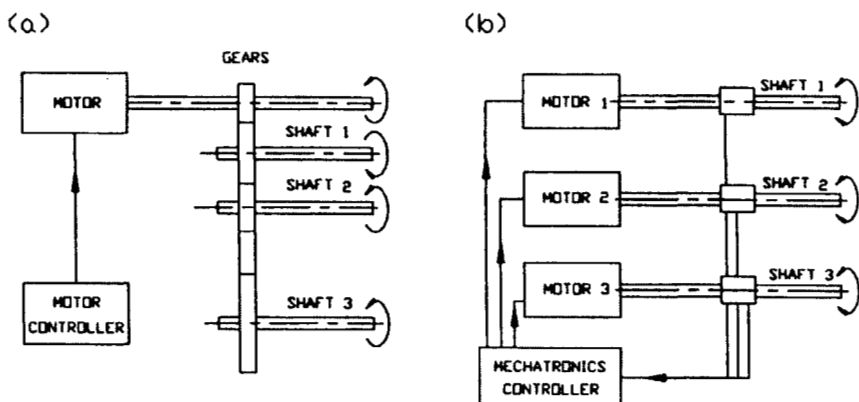 (a)
GEARS
MOTOR
SHAFT 1
SHAFT 2
SHAFT 3
MOTOR
CONTROLLER
(b)
MOTOR 1
SHAFT 1
MOTOR 2
SHAFT 2
MOTOR 3
SHAFT 3
MECHATRONICS
CONTROLLER